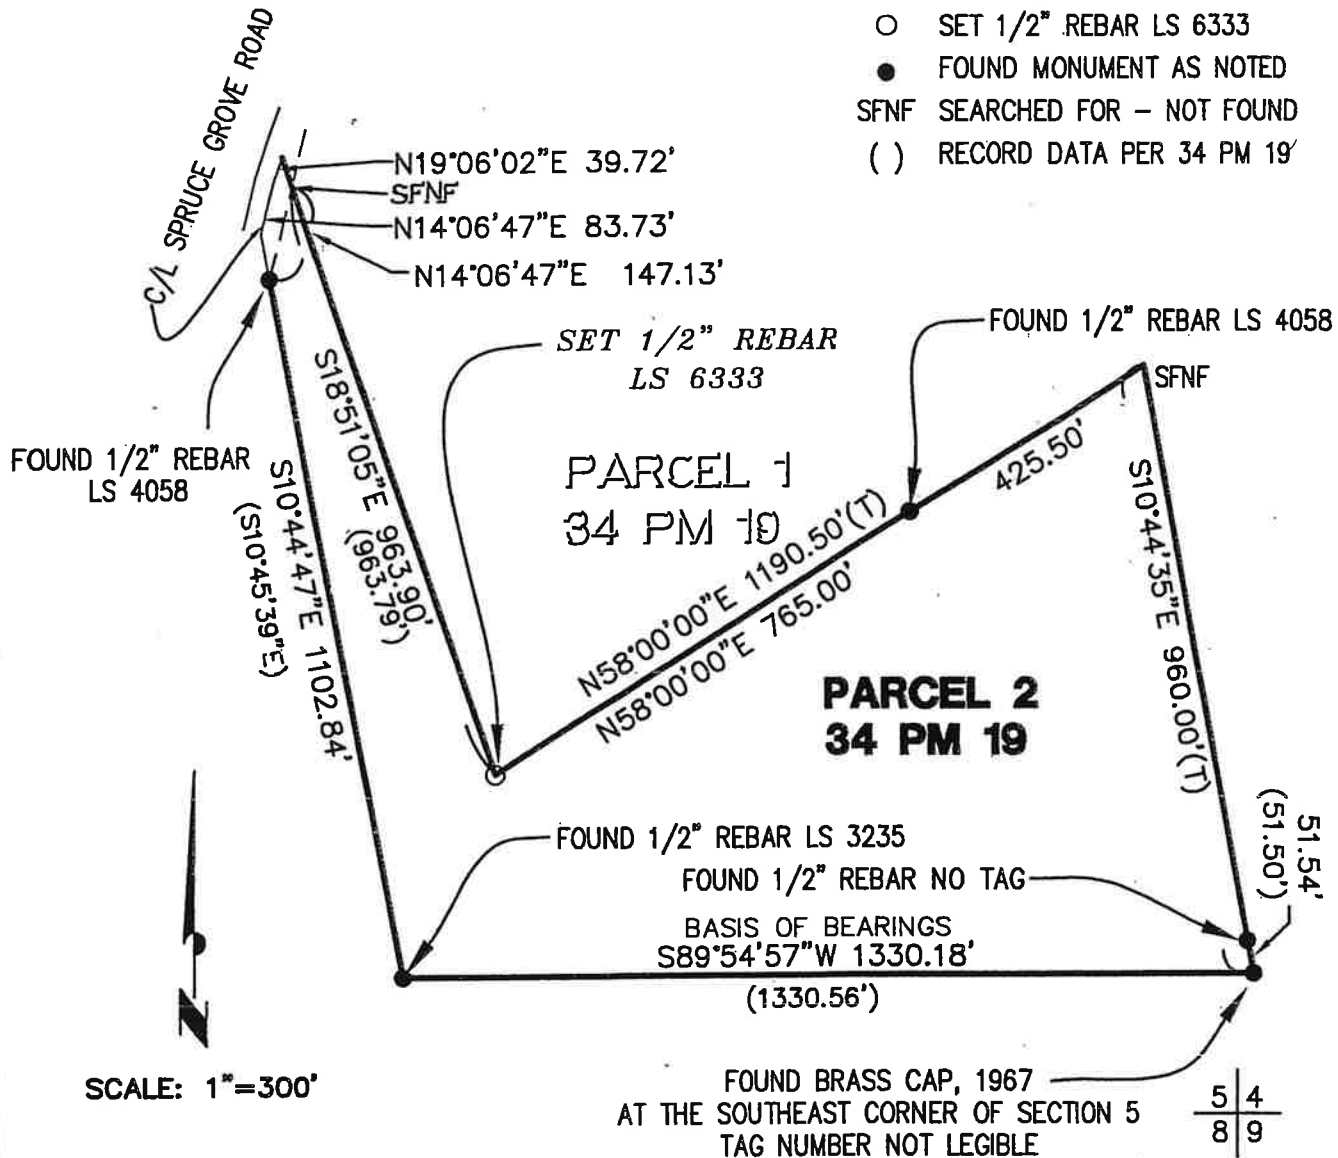 SET 1/2" REBAR LS 6333
FOUND MONUMENT AS NOTED
SFNF SEARCHED FOR – NOT FOUND
( ) RECORD DATA PER 34 PM 19
C/L SPRUCE GROVE ROAD
N19°06'02"E 39.72'
SFNF
N14°06'47"E 83.73'
N14°06'47"E 147.13'
SET 1/2" REBAR
LS 6333
FOUND 1/2" REBAR LS 4058
SFNF
FOUND 1/2" REBAR
LS 4058
S18°51'05"E 963.90'
(963.79')
S10°44'47"E 1102.84'
(S10°45'39"E)
PARCEL 1
34 PM 19
425.50'
N58°00'00"E 1190.50'(T)
N58°00'00"E 765.00'
S10°44'35"E 960.00'(T)
PARCEL 2
34 PM 19
51.54'
(51.50')
FOUND 1/2" REBAR LS 3235
FOUND 1/2" REBAR NO TAG
BASIS OF BEARINGS
S89°54'57"W 1330.18'
(1330.56')
N
SCALE: 1"=300'
FOUND BRASS CAP, 1967
AT THE SOUTHEAST CORNER OF SECTION 5
TAG NUMBER NOT LEGIBLE
5 4
8 9